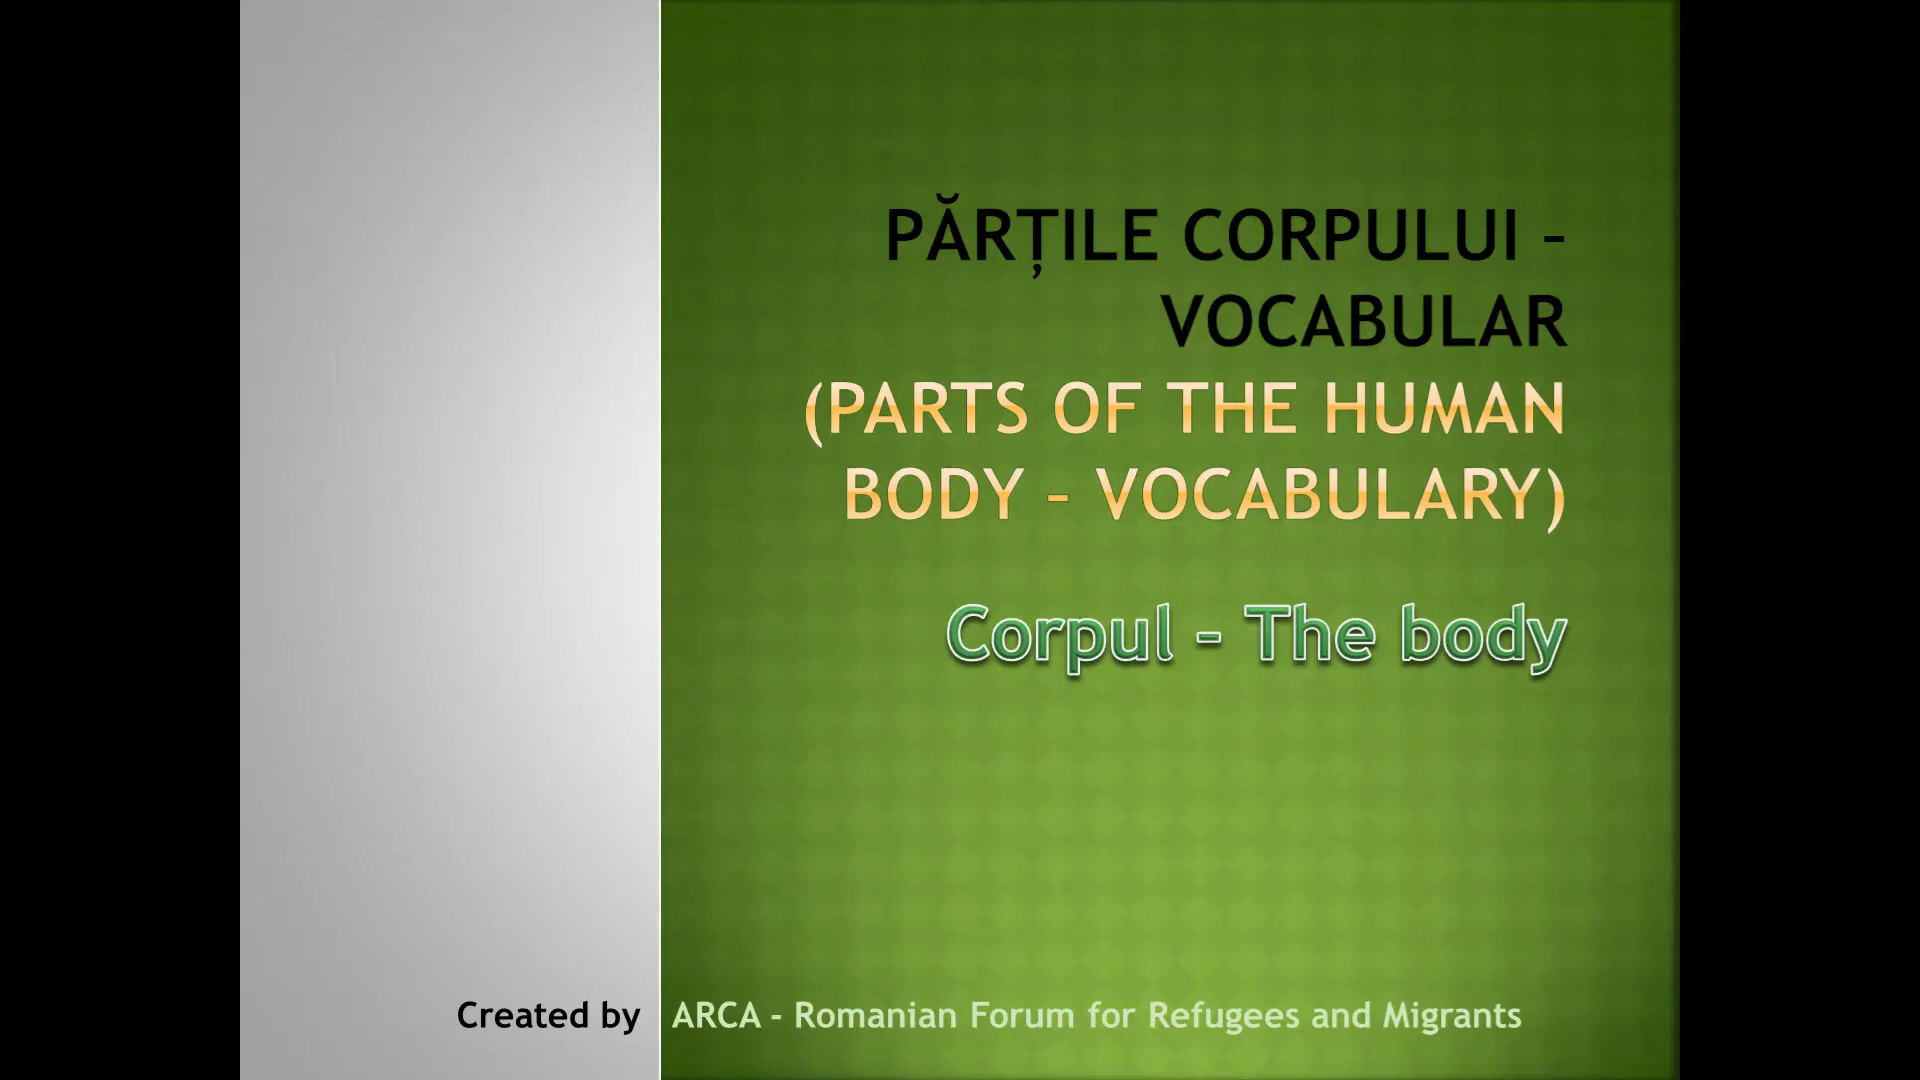 PĂRȚILE CORPULUI –
VOCABULAR
(PARTS OF THE HUMAN
BODY – VOCABULARY)
Corpul – The body
Created by ARCA - Romanian Forum for Refugees and Migrants